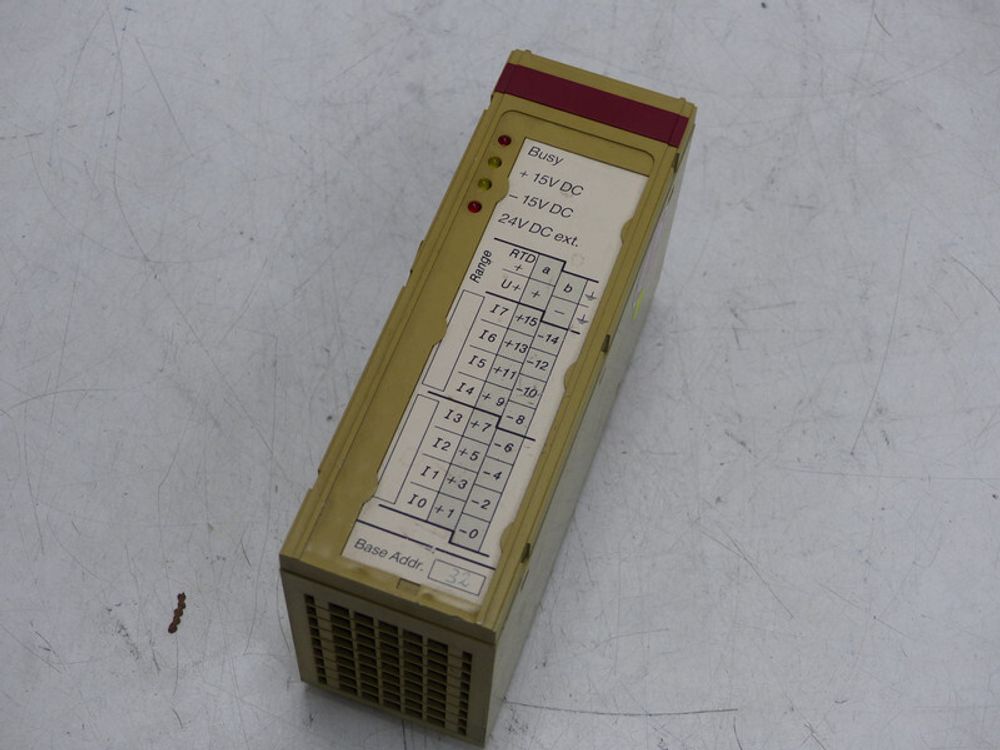 Busy
+ 15V DC
− 15V DC
24V DC ext.
Range
RTD + a b
U+ + −
I7 +15 -14
I6 +13 -12
I5 +11 -10
I4 + 9 -8
I3 +7 -6
I2 +5 -4
I1 +3 -2
I0 +1 -0
Base Addr. 32